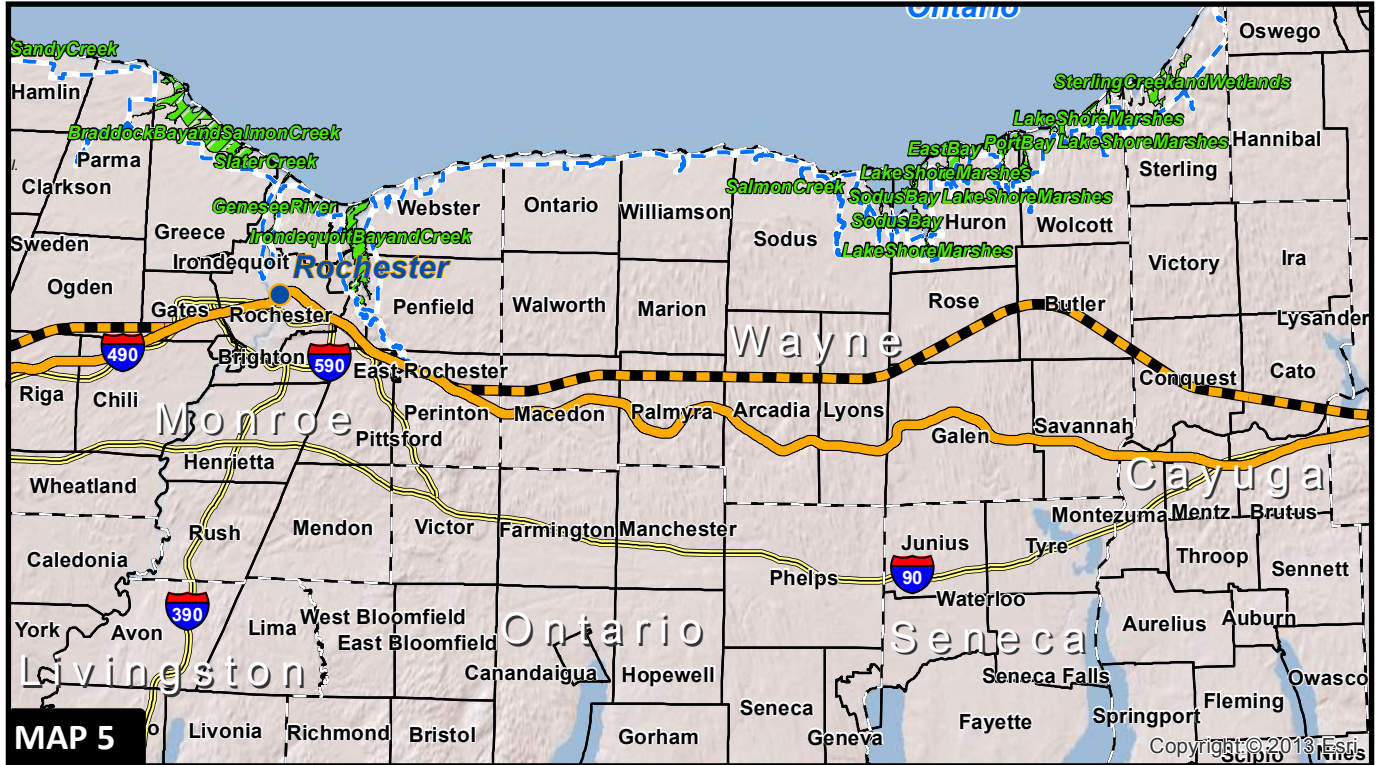 Ontario
Oswego
SandyCreek
SterlingCreekandWetlands
Hamlin
LakeShoreMarshes
BraddockBayandSalmonCreek
Hannibal
EastBay
PortBay
LakeShoreMarshes
Parma
SlaterCreek
Sterling
Clarkson
LakeShoreMarshes
SalmonCreek
SodusBay
LakeShoreMarshes
GeneseeRiver
Webster
Ontario
Williamson
SodusBay
Huron
Wolcott
Greece
IrondequoitBayandCreek
Sodus
Sweden
LakeShoreMarshes
Irondequoit
Rochester
Victory
Ira
Ogden
Gates
Rochester
Penfield
Walworth
Marion
Rose
Butler
Lysander
Wayne
490
Brighton
590
East Rochester
Conquest
Cato
Riga
Chili
Monroe
Perinton
Macedon
Palmyra
Arcadia
Lyons
Pittsford
Galen
Savannah
Henrietta
Cayuga
Wheatland
Rush
Mendon
Victor
Farmington
Manchester
Montezuma
Mentz
Brutus
Junius
Tyre
Caledonia
Throop
Sennett
Phelps
90
Waterloo
390
York
Avon
Lima
West Bloomfield
East Bloomfield
Ontario
Seneca
Aurelius
Auburn
Livingston
Canandaigua
Hopewell
Seneca Falls
Owasco
Fleming
Seneca
Springport
MAP 5
o
Livonia
Richmond
Bristol
Gorham
Geneva
Fayette
Copyright:© 2013 Esri
Scipio
Niles